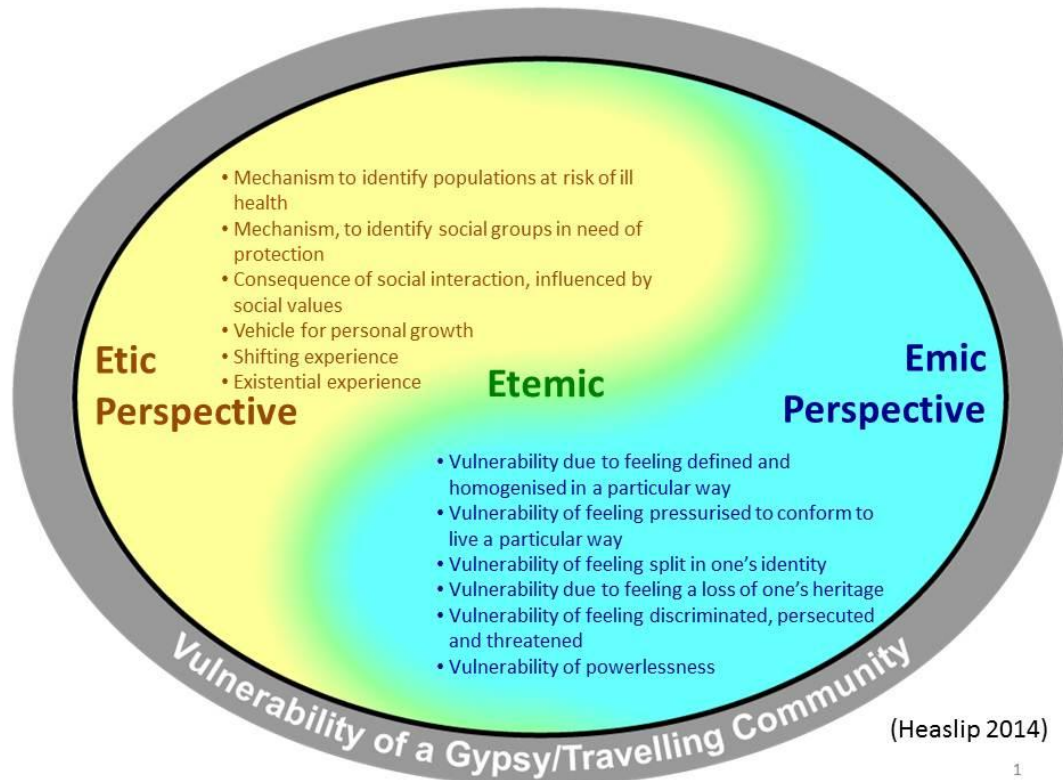 • Mechanism to identify populations at risk of ill
health
• Mechanism, to identify social groups in need of
protection
• Consequence of social interaction, influenced by
social values
• Vehicle for personal growth
• Shifting experience
• Existential experience
Etic
Perspective
Etemic
Emic
Perspective
• Vulnerability due to feeling defined and
homogenised in a particular way
• Vulnerability of feeling pressurised to conform to
live a particular way
• Vulnerability of feeling split in one’s identity
• Vulnerability due to feeling a loss of one’s heritage
• Vulnerability of feeling discriminated, persecuted
and threatened
• Vulnerability of powerlessness
Vulnerability of a Gypsy/Travelling Community
(Heaslip 2014)
1